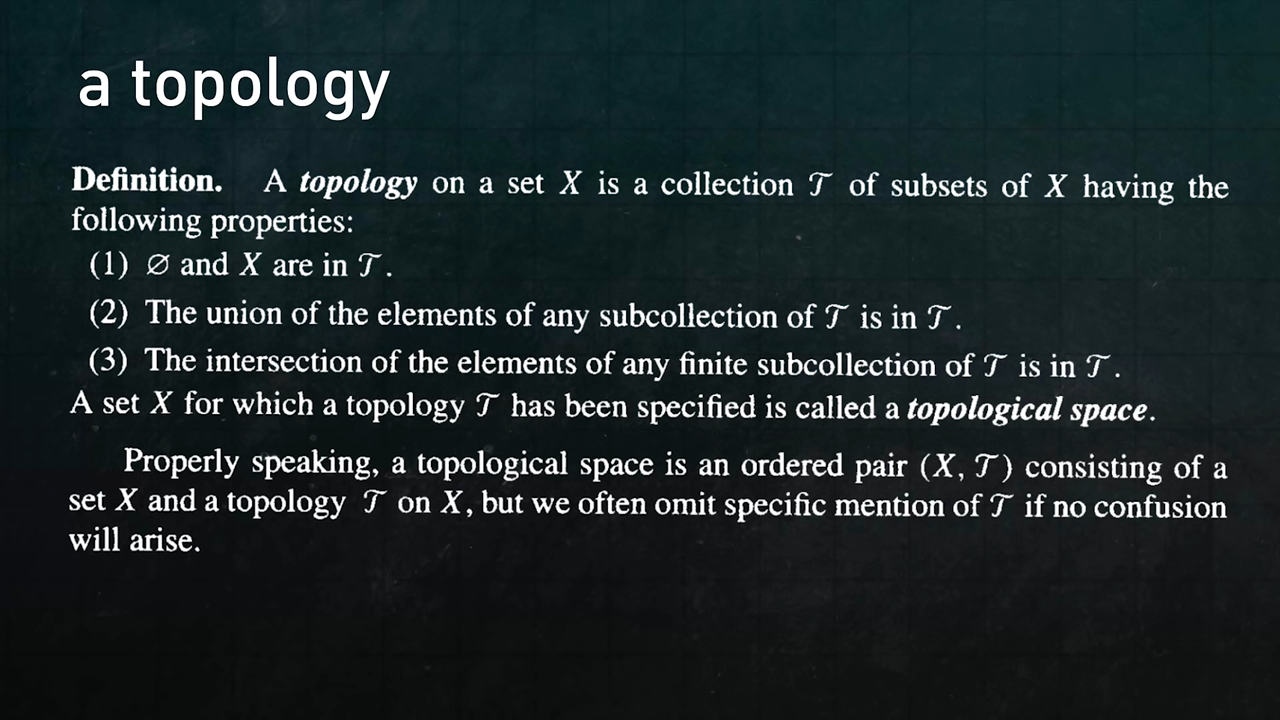 a topology
Definition. A topology on a set X is a collection 𝒯 of subsets of X having the
following properties:
(1) ∅ and X are in 𝒯.
(2) The union of the elements of any subcollection of 𝒯 is in 𝒯.
(3) The intersection of the elements of any finite subcollection of 𝒯 is in 𝒯.
A set X for which a topology 𝒯 has been specified is called a topological space.
Properly speaking, a topological space is an ordered pair (X, 𝒯) consisting of a
set X and a topology 𝒯 on X, but we often omit specific mention of 𝒯 if no confusion
will arise.